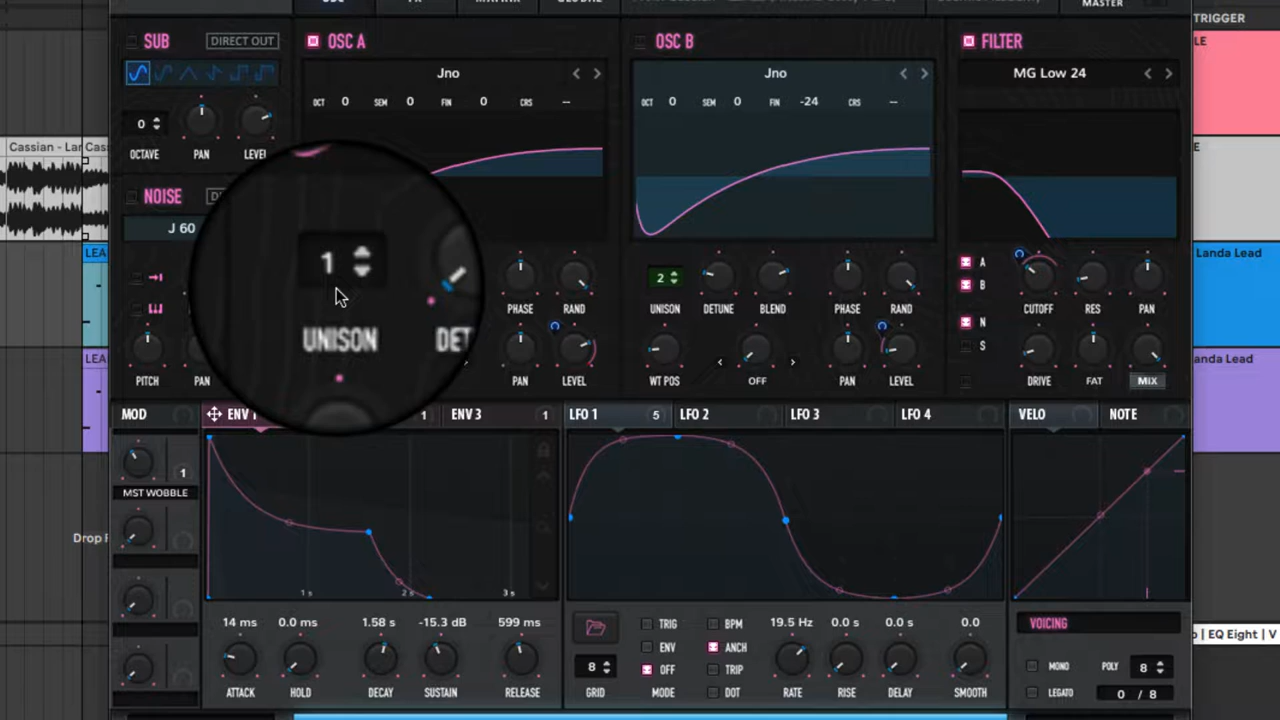 MASTER
TRIGGER
SUB
DIRECT OUT
OSC A
OSC B
FILTER
LE
Jno
Jno
MG Low 24
OCT 0 SEM 0 FIN 0 CRS --
OCT 0 SEM 0 FIN -24 CRS --
0
OCTAVE PAN LEVEL
Cassian - Lar Cas
E
NOISE
J 60
LEA
Landa Lead
1
UNISON
DET
PHASE RAND
2
UNISON DETUNE BLEND PHASE RAND
A
B
N
S
CUTOFF RES PAN
LEA
anda Lead
PITCH PAN
PAN LEVEL
WT POS OFF PAN LEVEL
DRIVE FAT MIX
MOD
ENV 1
1
ENV 3 1
LFO 1 5
LFO 2
LFO 3
LFO 4
VELO
NOTE
1
MST WOBBLE
Drop F
1 s 2 s 3 s
14 ms 0.0 ms 1.58 s -15.3 dB 599 ms
ATTACK HOLD DECAY SUSTAIN RELEASE
8
GRID
TRIG
ENV
OFF
MODE
BPM
ANCH
TRIP
DOT
19.5 Hz 0.0 s 0.0 s 0.0
RATE RISE DELAY SMOOTH
VOICING
MONO POLY 8
LEGATO 0 / 8
| EQ Eight | V